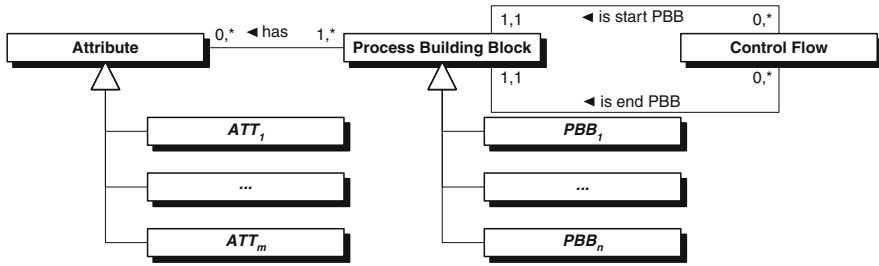 1,1 ◄ is start PBB 0,*
Attribute 0,* ◄ has 1,* Process Building Block Control Flow
1,1 ◄ is end PBB 0,*
ATT₁ PBB₁
... ...
ATTₘ PBBₙ